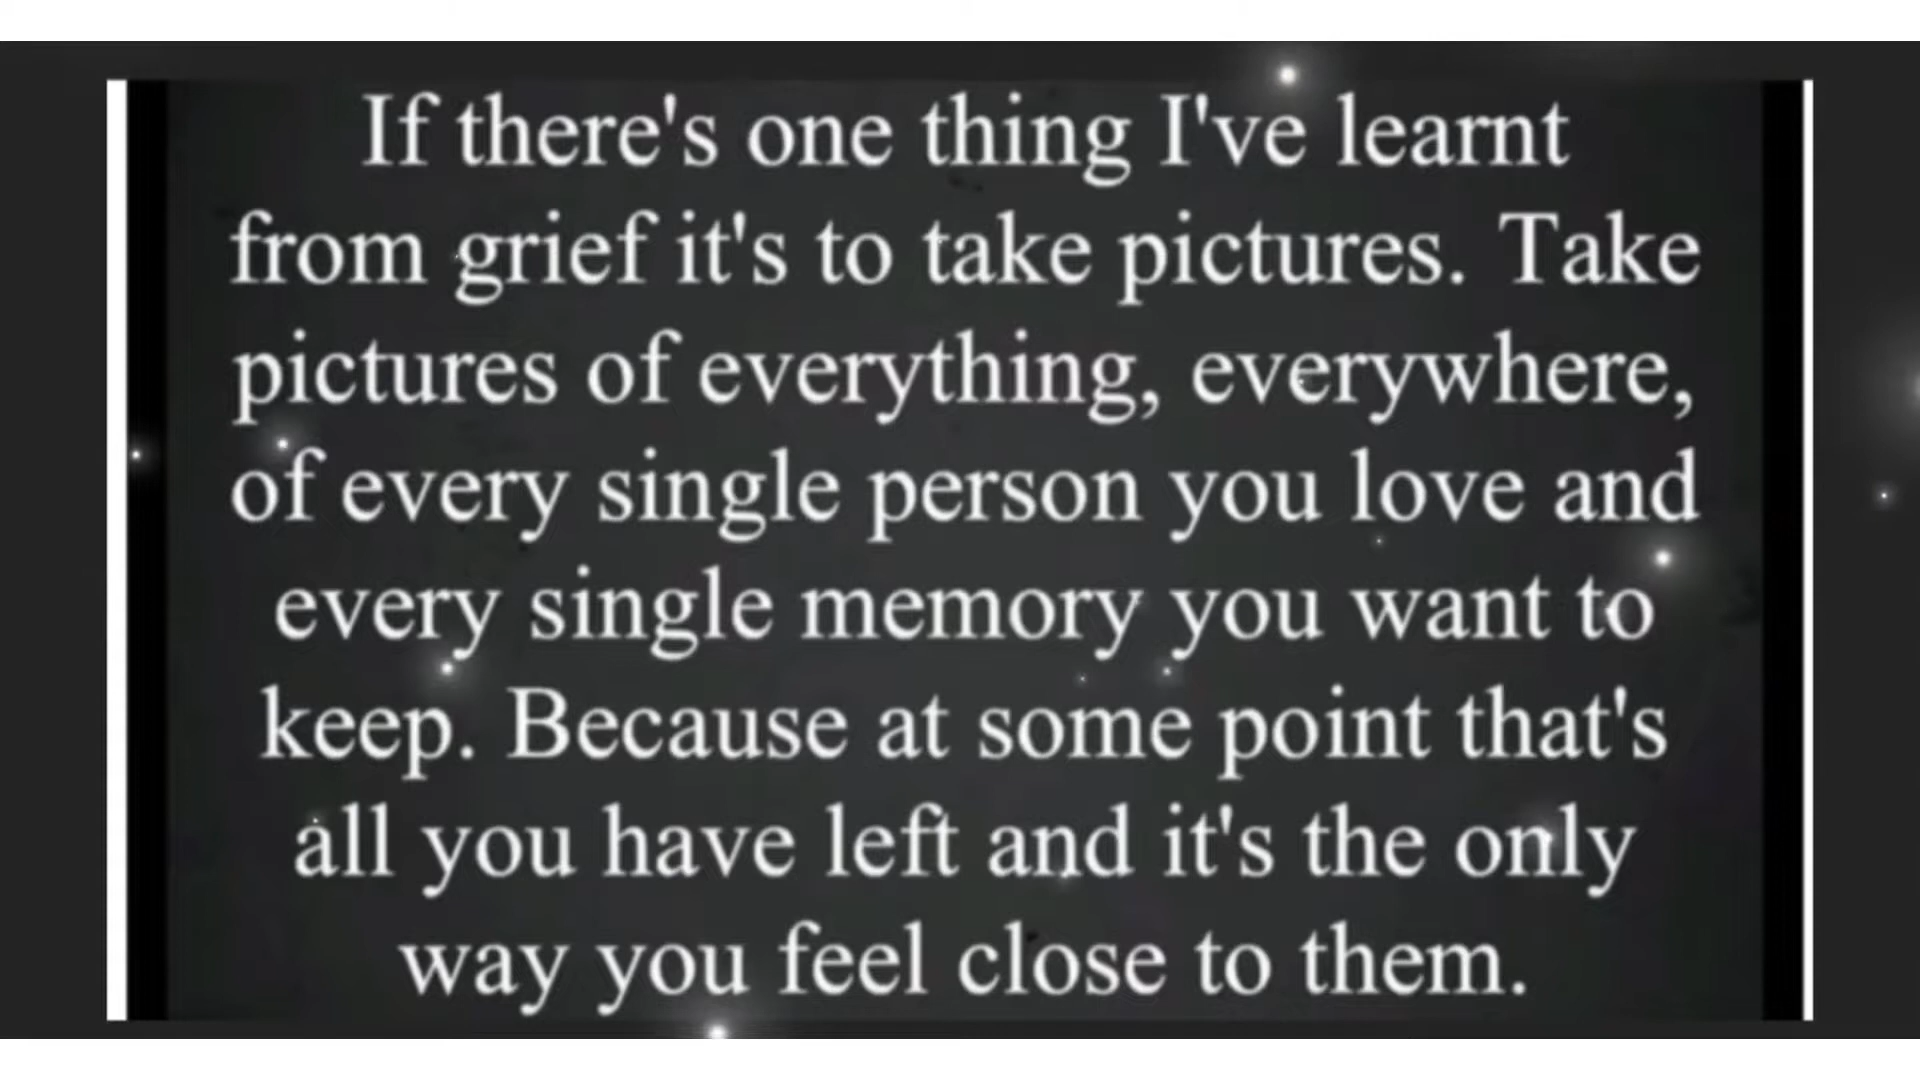 If there's one thing I've learnt
from grief it's to take pictures. Take
pictures of everything, everywhere,
of every single person you love and
every single memory you want to
keep. Because at some point that's
all you have left and it's the only
way you feel close to them.